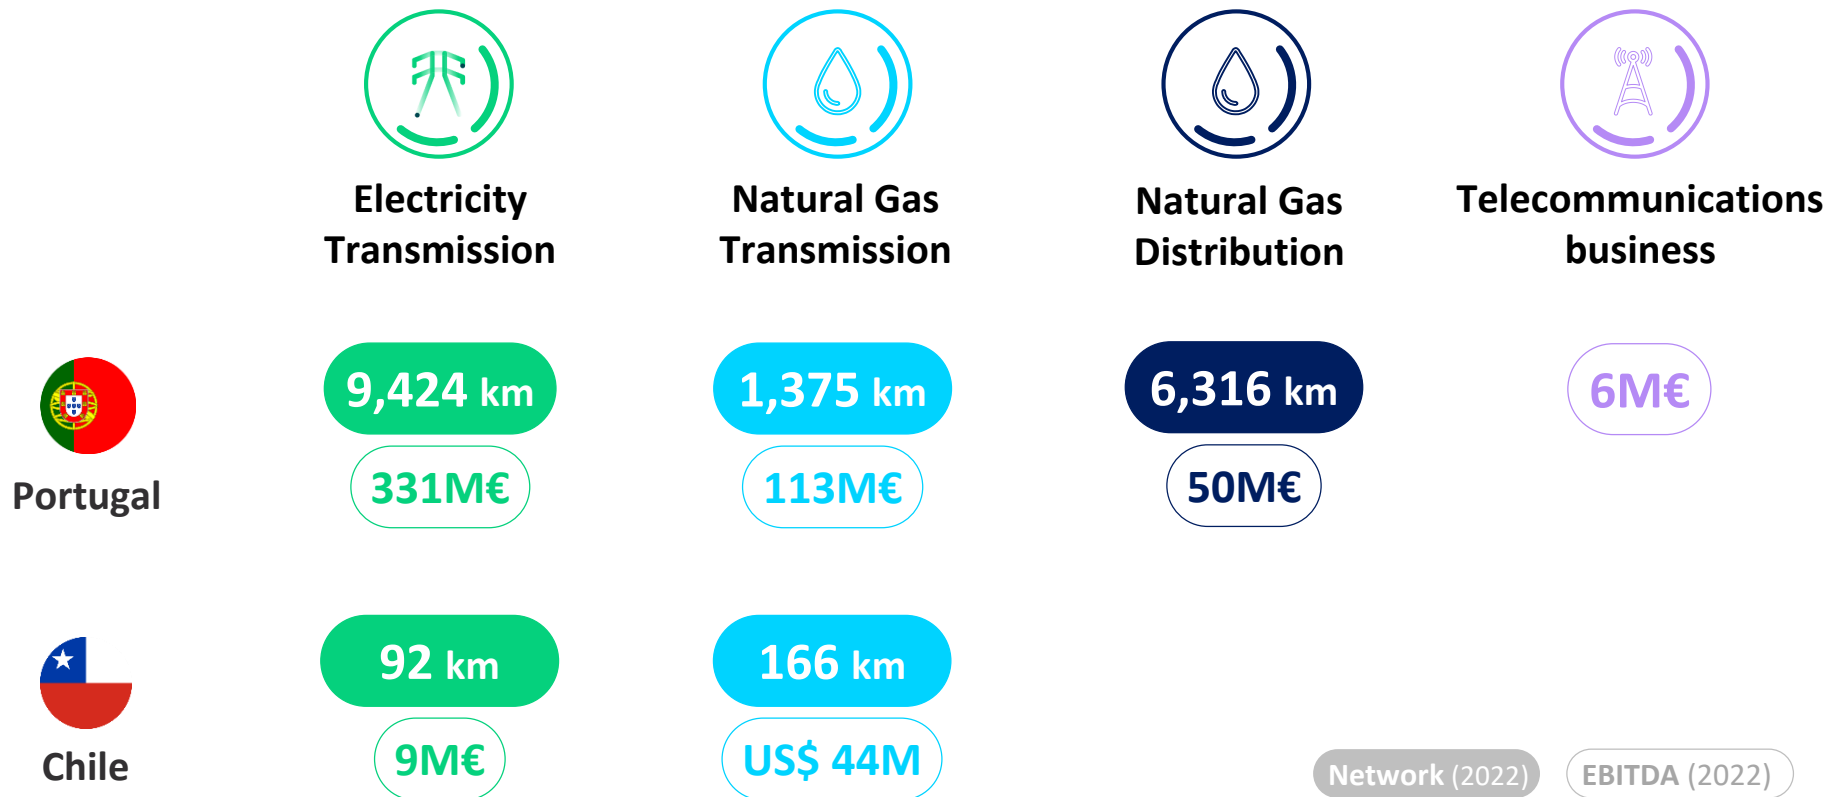 Electricity
Transmission
Natural Gas
Transmission
Natural Gas
Distribution
Telecommunications
business
Portugal
9,424 km
331M€
1,375 km
113M€
6,316 km
50M€
6M€
Chile
92 km
9M€
166 km
US$ 44M
Network (2022)
EBITDA (2022)